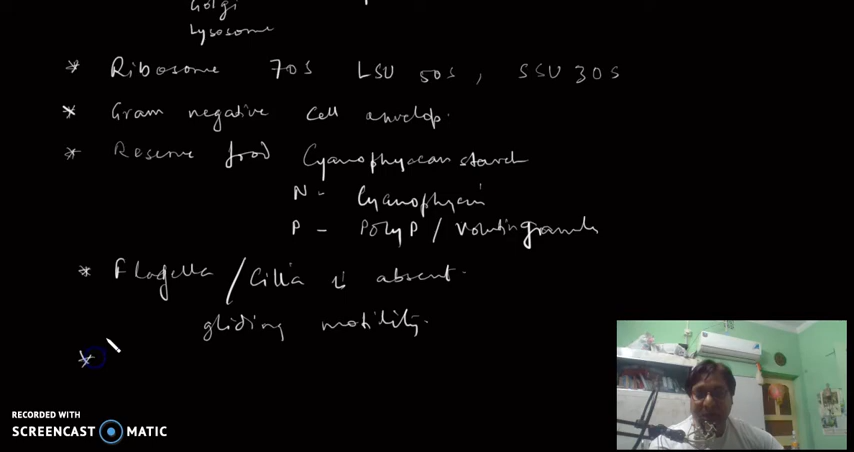 Golgi
Lysosome
* Ribosome 70S LSU 50S, SSU 30S
* Gram negative cell envelop.
* Reserve food Cyanophycean starch
N - Cyanophycin
P - Poly P / Volutin granules
* Flagella / Cilia is absent.
gliding motility.
*
RECORDED WITH
SCREENCAST MATIC